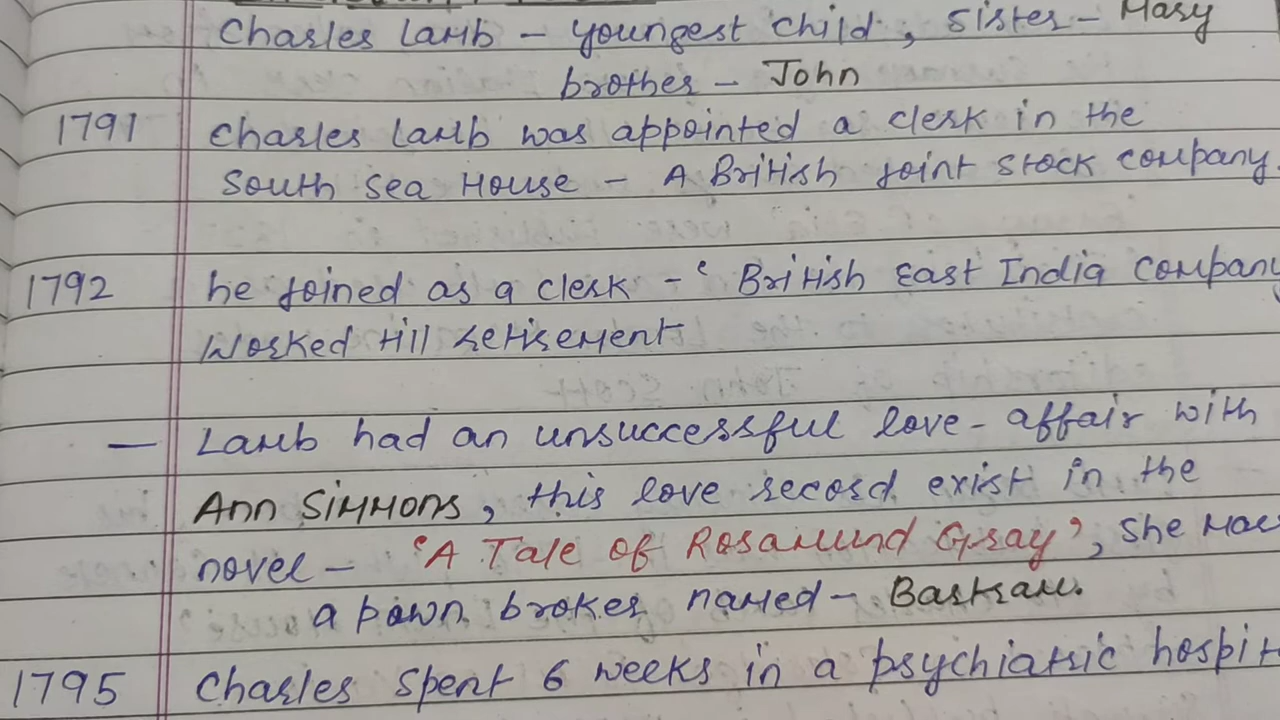 Charles Lamb - youngest child, sister - Mary
brother - John
1791 Charles Lamb was appointed a clerk in the
South Sea House - A British Joint Stock Company.
1792 he joined as a clerk - ' British East India Company
Worked till retirement
— Lamb had an unsuccessful love-affair with
Ann Simmons, this love record exist in the
novel - 'A Tale of Rosamund Gray', She
a pawn broker named - Bartram.
1795 Charles spent 6 weeks in a psychiatric